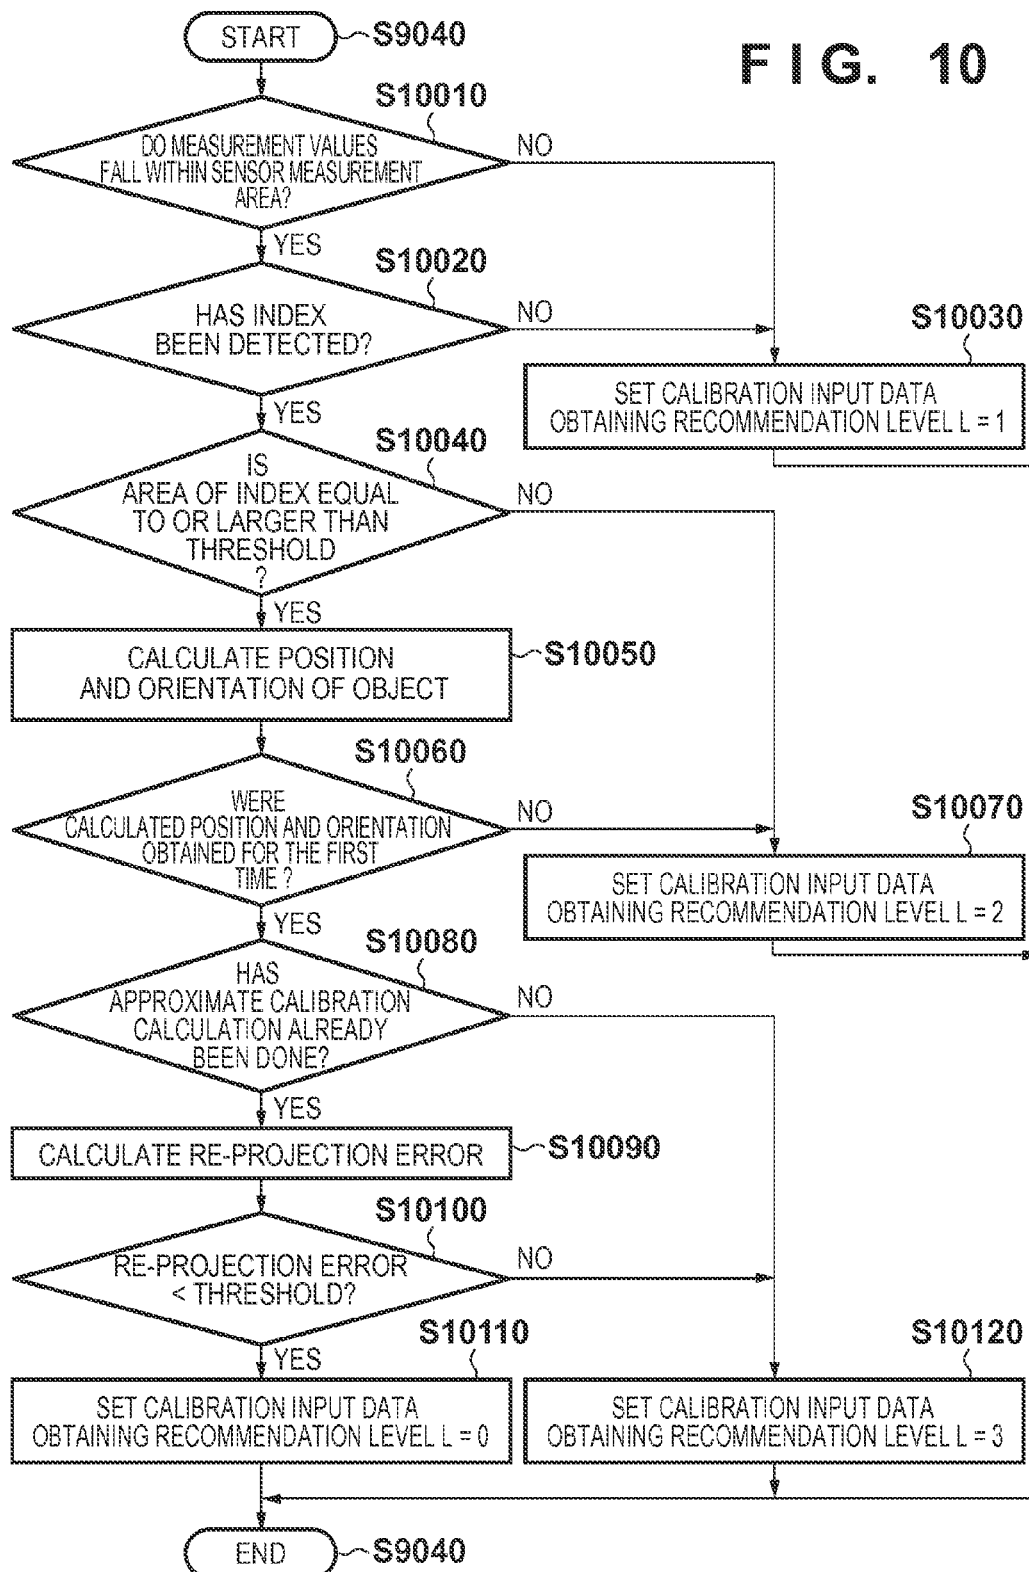 START
S9040
FIG. 10
S10010
DO MEASUREMENT VALUES
FALL WITHIN SENSOR MEASUREMENT
AREA?
NO
YES
S10020
HAS INDEX
BEEN DETECTED?
NO
S10030
SET CALIBRATION INPUT DATA
OBTAINING RECOMMENDATION LEVEL L = 1
YES
S10040
IS
AREA OF INDEX EQUAL
TO OR LARGER THAN
THRESHOLD
?
NO
YES
CALCULATE POSITION
AND ORIENTATION OF OBJECT
S10050
S10060
WERE
CALCULATED POSITION AND ORIENTATION
OBTAINED FOR THE FIRST
TIME ?
NO
S10070
SET CALIBRATION INPUT DATA
OBTAINING RECOMMENDATION LEVEL L = 2
YES
S10080
HAS
APPROXIMATE CALIBRATION
CALCULATION ALREADY
BEEN DONE?
NO
YES
CALCULATE RE-PROJECTION ERROR
S10090
S10100
RE-PROJECTION ERROR
< THRESHOLD?
NO
YES
S10110
SET CALIBRATION INPUT DATA
OBTAINING RECOMMENDATION LEVEL L = 0
S10120
SET CALIBRATION INPUT DATA
OBTAINING RECOMMENDATION LEVEL L = 3
END
S9040